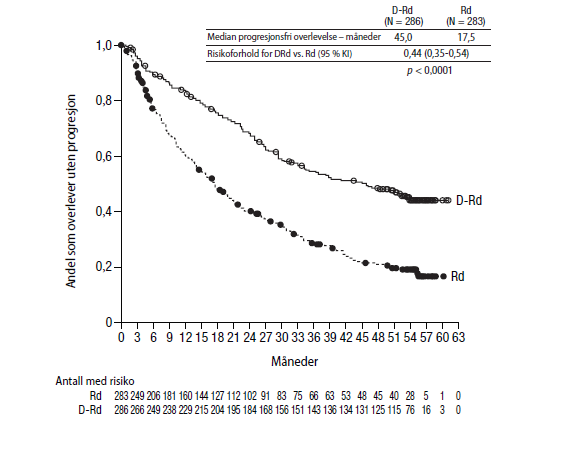 D-Rd Rd
(N = 286) (N = 283)
Median progresjonsfri overlevelse – måneder 45,0 17,5
Risikoforhold for DRd vs. Rd (95 % KI) 0,44 (0,35-0,54)
p < 0,0001
Andel som overlever uten progresjon
1,0
0,8
0,6
0,4
0,2
0
D-Rd
Rd
0 3 6 9 12 15 18 21 24 27 30 33 36 39 42 45 48 51 54 57 60 63
Måneder
Antall med risiko
Rd 283 249 206 181 160 144 127 112 102 91 83 75 66 63 53 48 45 40 28 5 1 0
D-Rd 286 266 249 238 229 215 204 195 184 168 156 151 143 136 134 131 125 115 76 16 3 0